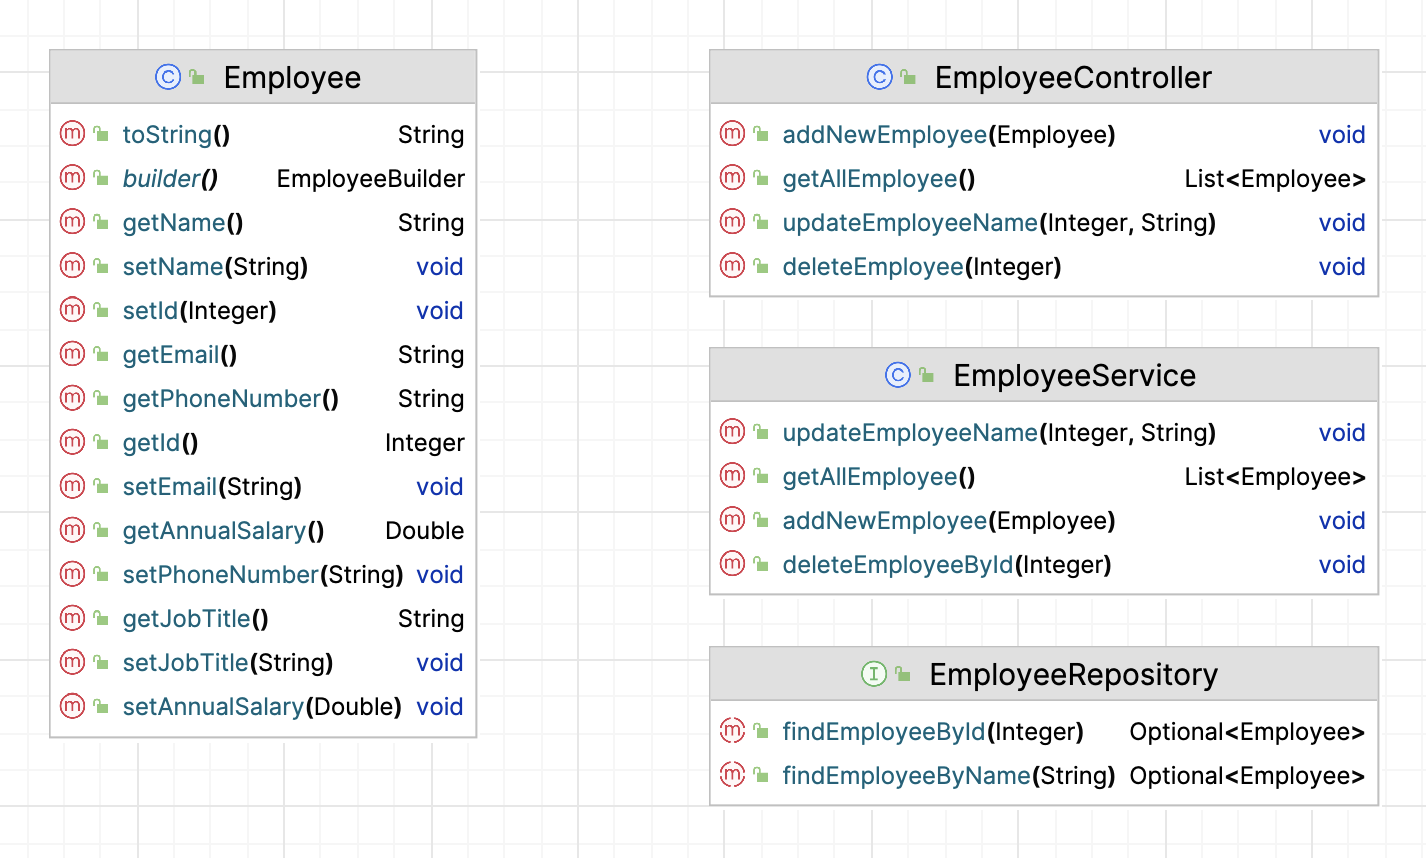 Employee
toString() String
builder() EmployeeBuilder
getName() String
setName(String) void
setId(Integer) void
getEmail() String
getPhoneNumber() String
getId() Integer
setEmail(String) void
getAnnualSalary() Double
setPhoneNumber(String) void
getJobTitle() String
setJobTitle(String) void
setAnnualSalary(Double) void
EmployeeController
addNewEmployee(Employee) void
getAllEmployee() List<Employee>
updateEmployeeName(Integer, String) void
deleteEmployee(Integer) void
EmployeeService
updateEmployeeName(Integer, String) void
getAllEmployee() List<Employee>
addNewEmployee(Employee) void
deleteEmployeeById(Integer) void
EmployeeRepository
findEmployeeById(Integer) Optional<Employee>
findEmployeeByName(String) Optional<Employee>